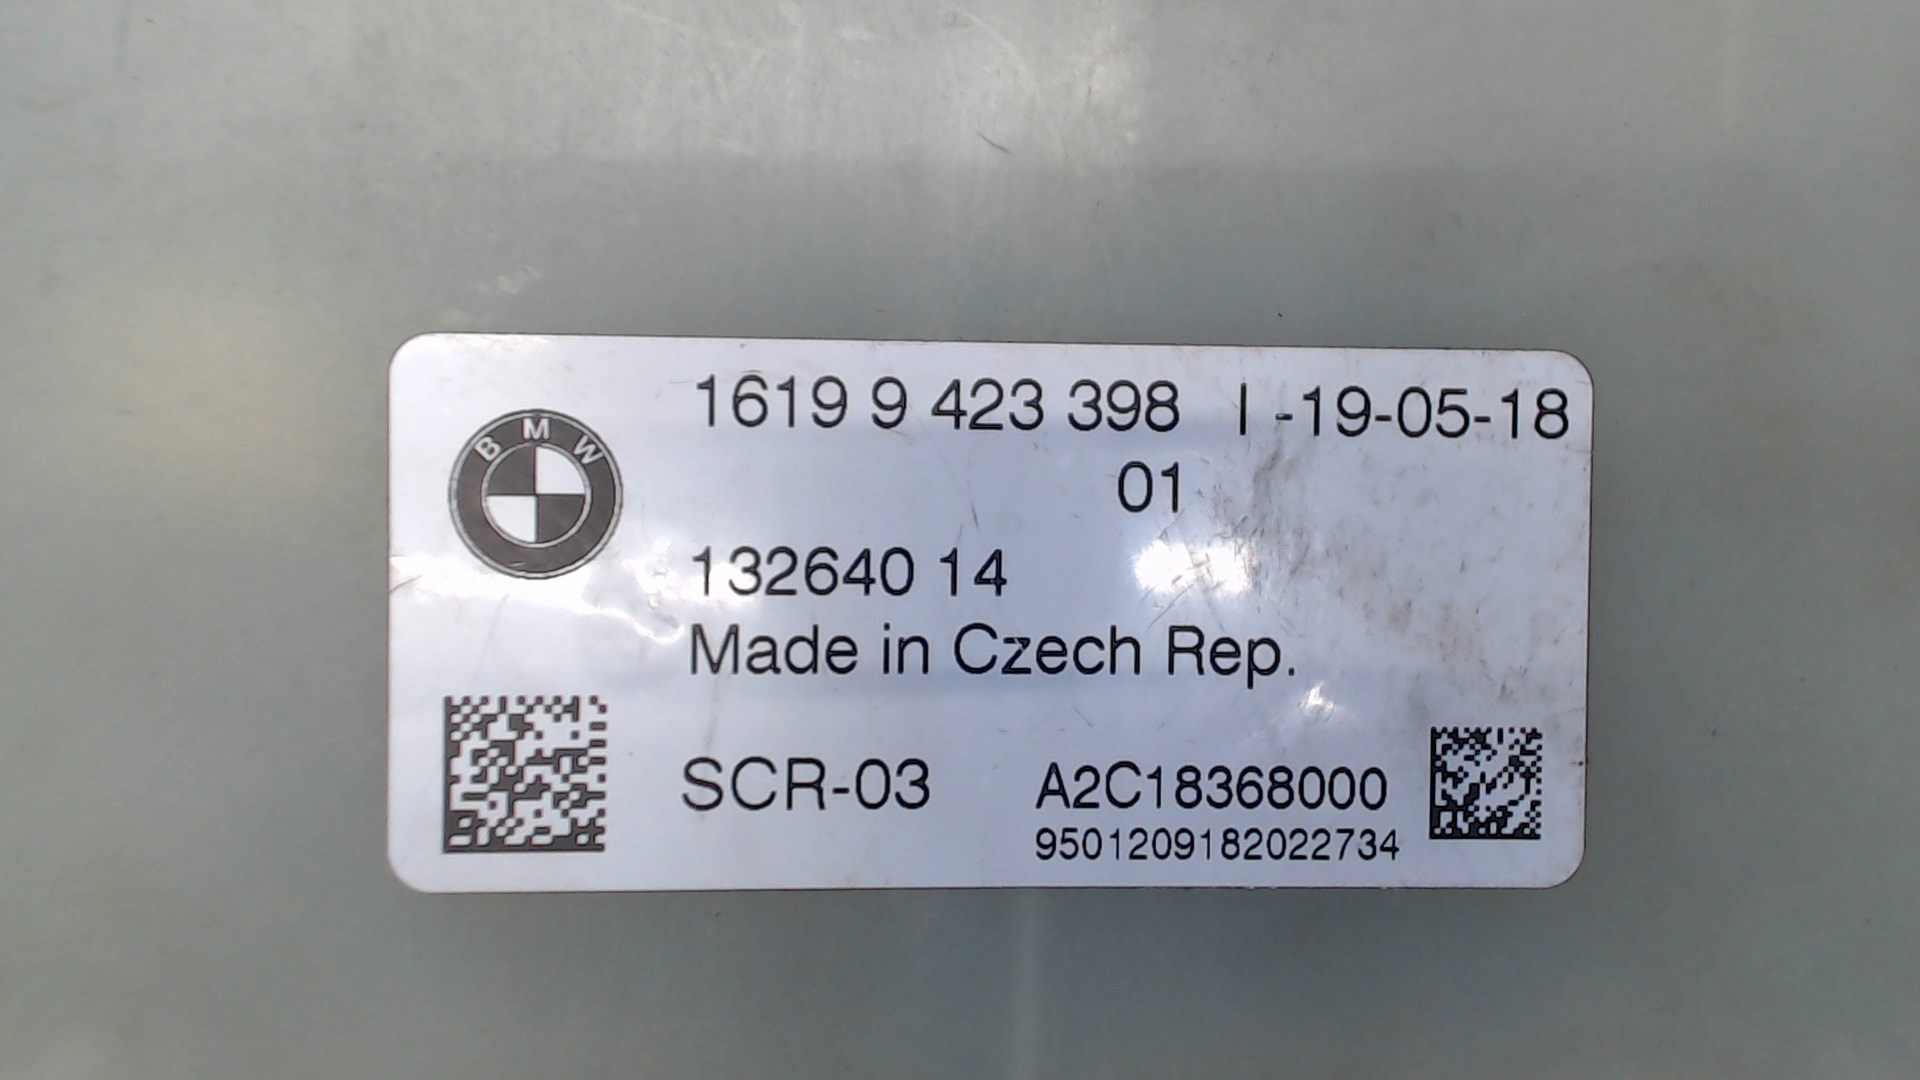 BMW
1619 9 423 398 I -19-05-18
01
132640 14
Made in Czech Rep.
SCR-03 A2C18368000
9501209182022734